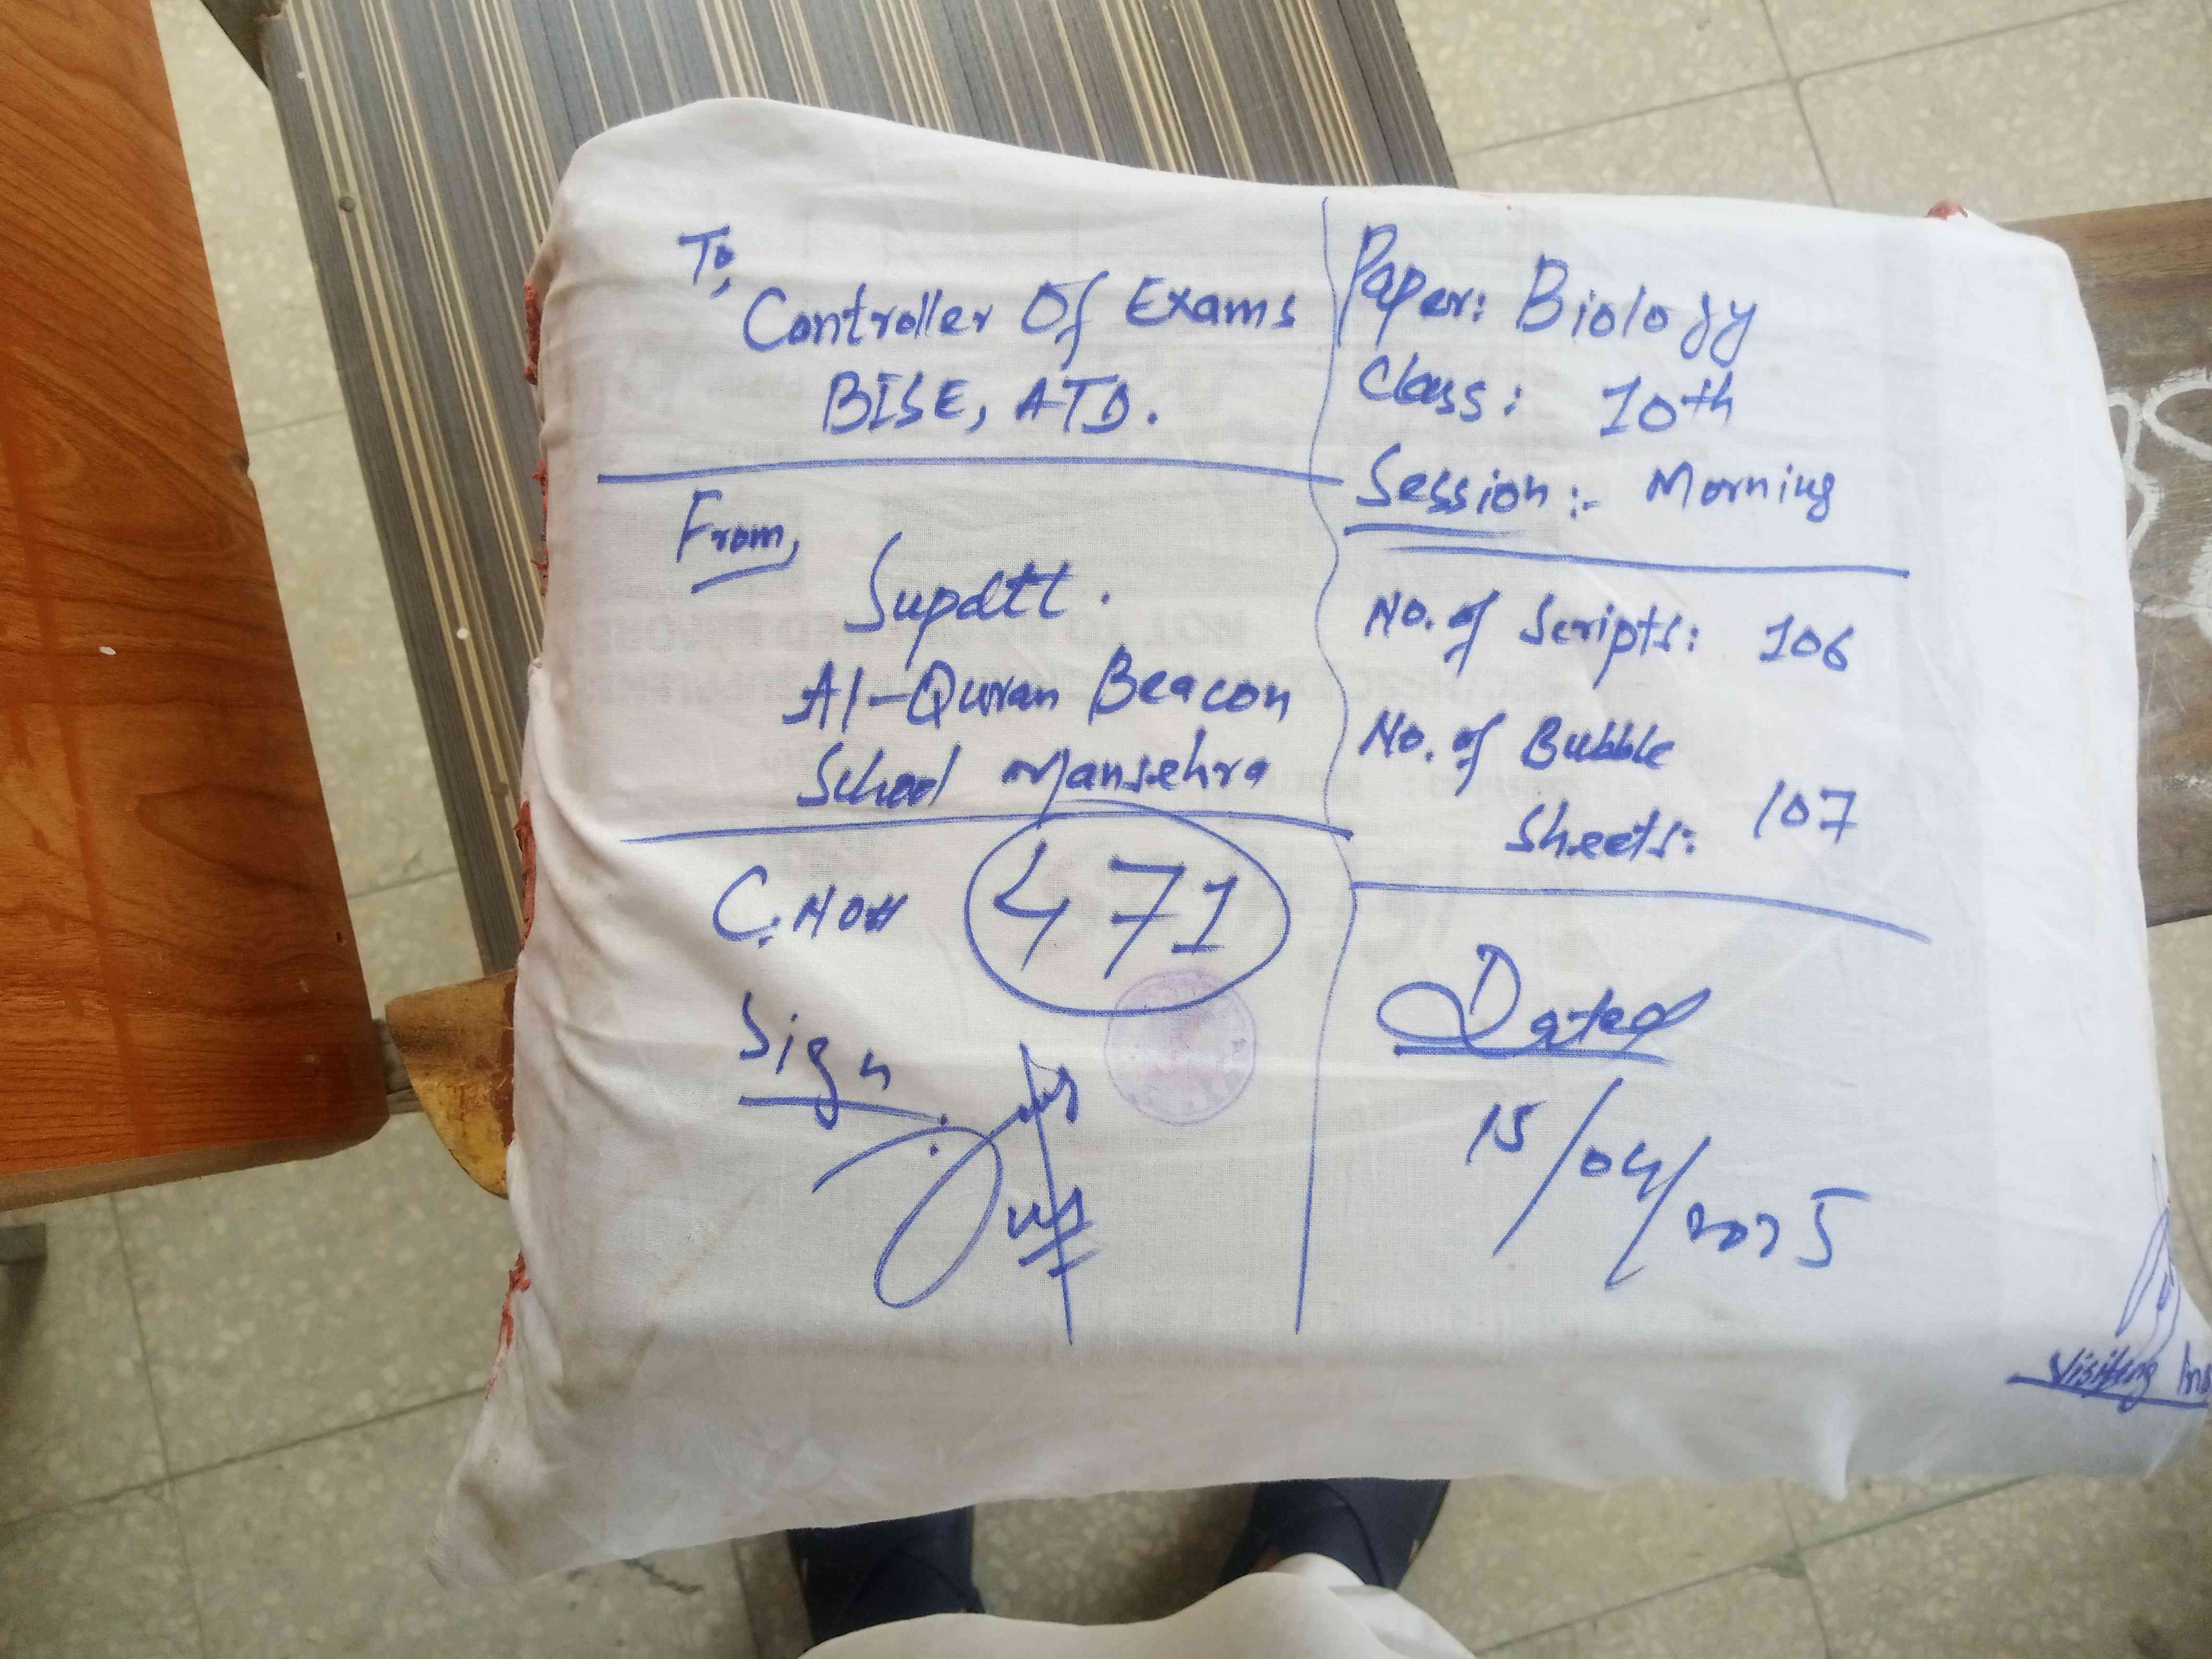 To,
Controller Of Exams
BISE, ATD.
From,
Supdtt.
Al-Quran Beacon
School Mansehra
C. No# 471
Sign
Paper: Biology
Class: 10th
Session:- Morning
No. of Scripts: 106
No. of Bubble
Sheets: 107
Dated
15/04/2025
Visiting